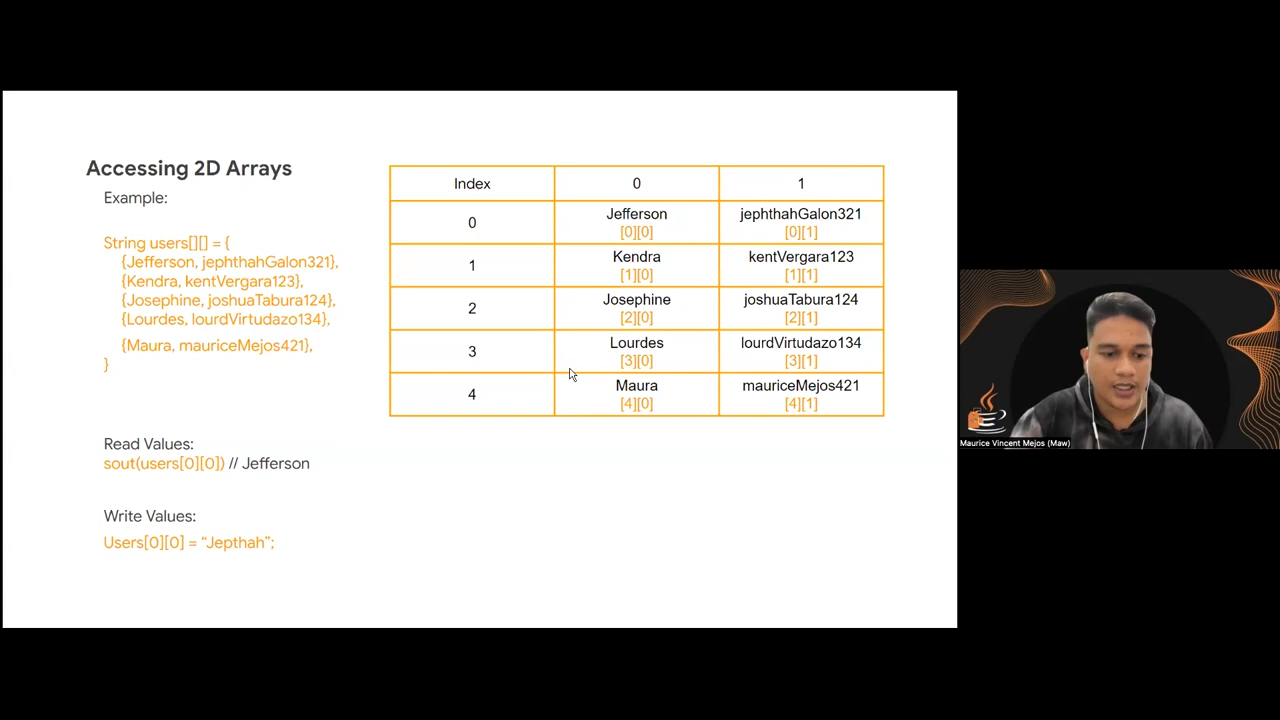 Accessing 2D Arrays
Example:
String users[][] = {
{Jefferson, jephthahGalon321},
{Kendra, kentVergara123},
{Josephine, joshuaTabura124},
{Lourdes, lourdVirtudazo134},
{Maura, mauriceMejos421},
}
Read Values:
sout(users[0][0]) // Jefferson
Write Values:
Users[0][0] = “Jepthah”;
Index 0 1
0 Jefferson jephthahGalon321
[0][0] [0][1]
1 Kendra kentVergara123
[1][0] [1][1]
2 Josephine joshuaTabura124
[2][0] [2][1]
3 Lourdes lourdVirtudazo134
[3][0] [3][1]
4 Maura mauriceMejos421
[4][0] [4][1]
Maurice Vincent Mejos (Maw)